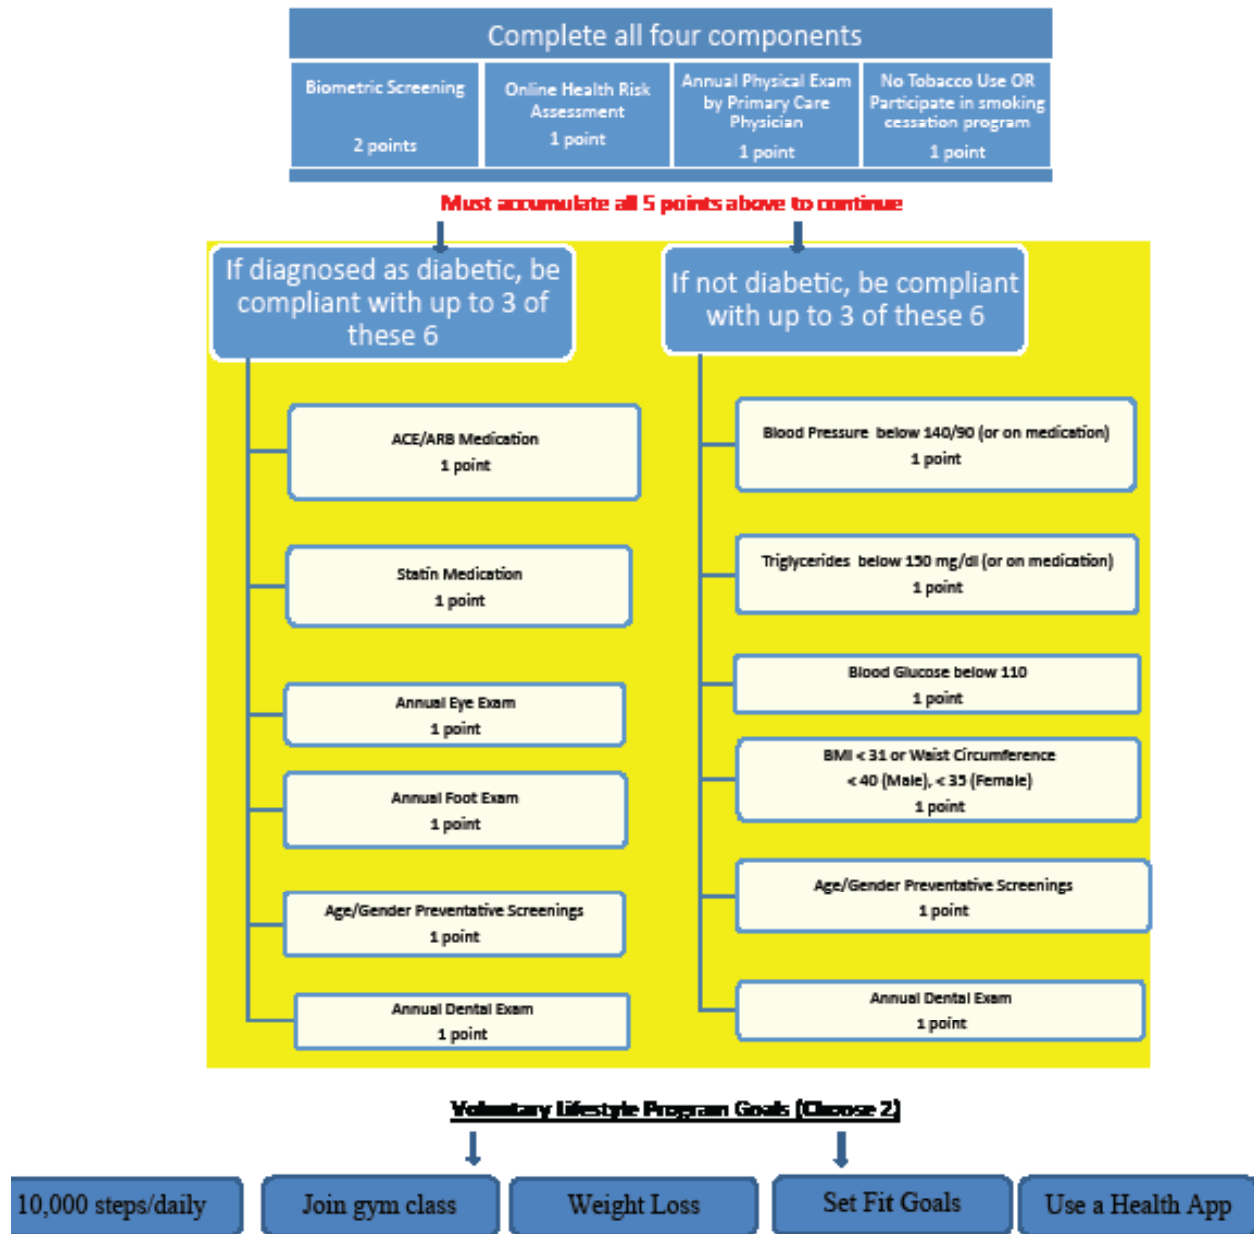 Complete all four components
Biometric Screening
2 points
Online Health Risk
Assessment
1 point
Annual Physical Exam
by Primary Care
Physician
1 point
No Tobacco Use OR
Participate in smoking
cessation program
1 point
Must accumulate all 5 points above to continue
If diagnosed as diabetic, be
compliant with up to 3 of
these 6
If not diabetic, be compliant
with up to 3 of these 6
ACE/ARB Medication
1 point
Statin Medication
1 point
Annual Eye Exam
1 point
Annual Foot Exam
1 point
Age/Gender Preventative Screenings
1 point
Annual Dental Exam
1 point
Blood Pressure below 140/90 (or on medication)
1 point
Triglycerides below 150 mg/dl (or on medication)
1 point
Blood Glucose below 110
1 point
BMI < 31 or Waist Circumference
< 40 (Male), < 35 (Female)
1 point
Age/Gender Preventative Screenings
1 point
Annual Dental Exam
1 point
Voluntary Lifestyle Program Goals (Choose 2)
10,000 steps/daily
Join gym class
Weight Loss
Set Fit Goals
Use a Health App